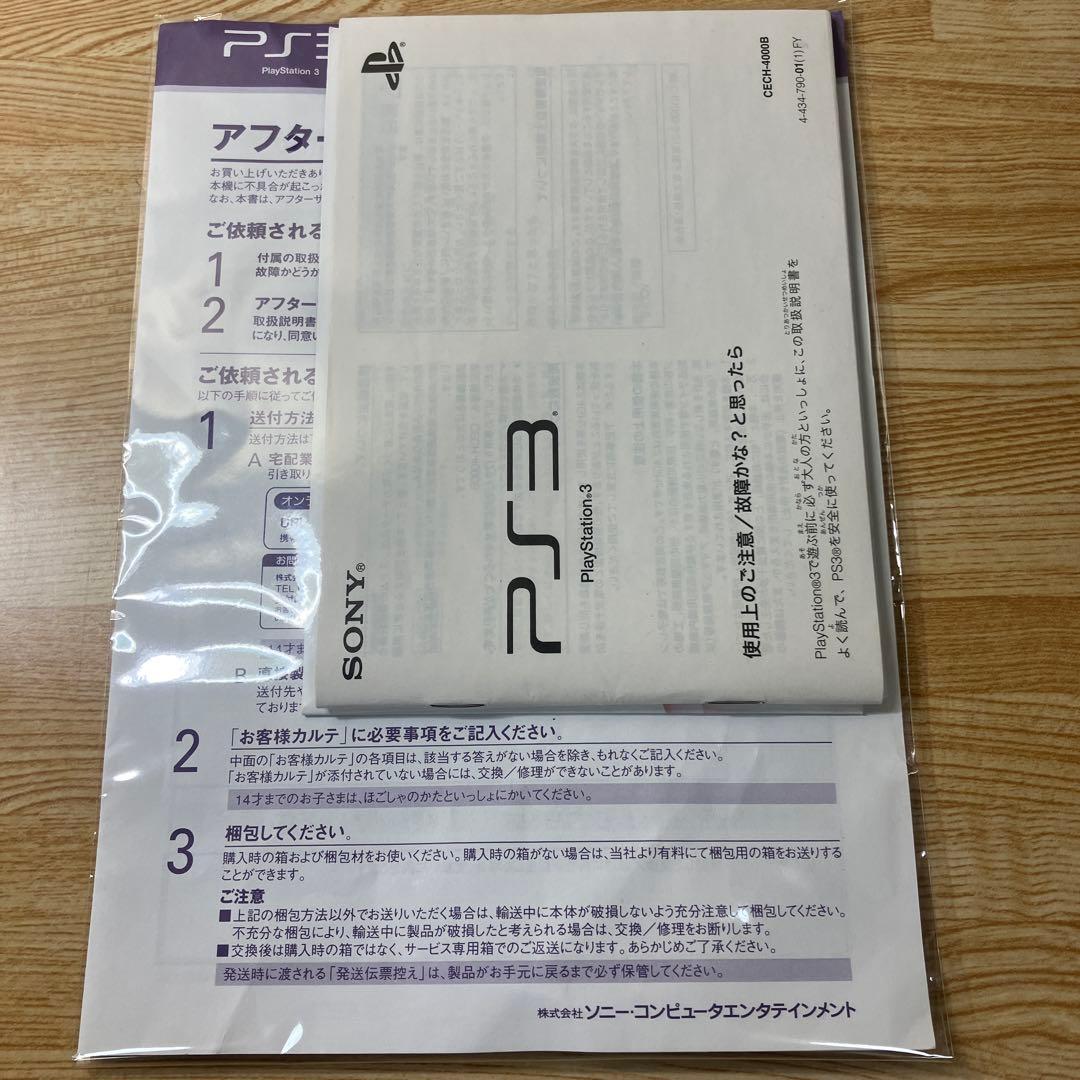 PS3
PlayStation 3
アフター
お買い上げいただきあり
本機に不具合が起こっ
なお、本書は、アフターサ
ご依頼される
1
付属の取扱
故障かどうか
2
アフター
取扱説明書
になり、同意い
ご依頼される
以下の手順に従ってご依
1
送付方法
送付方法は
A 宅配業
引き取り
オン
お問
株式会
TEL
14才ま
B 直接製
送付先や
ておりま
2
「お客様カルテ」に必要事項をご記入ください。
中面の「お客様カルテ」の各項目は、該当する答えがない場合を除き、もれなくご記入ください。
「お客様カルテ」が添付されていない場合には、交換／修理ができないことがあります。
14才までのお子さまは、ほごしゃのかたといっしょにかいてください。
3
梱包してください。
購入時の箱および梱包材をお使いください。購入時の箱がない場合は、当社より有料にて梱包用の箱をお送りする
ことができます。
ご注意
■上記の梱包方法以外でお送りいただく場合は、輸送中に本体が破損しないよう充分注意して梱包してください。
不充分な梱包により、輸送中に製品が破損したと考えられる場合は、交換／修理をお断りします。
■交換後は購入時の箱ではなく、サービス専用箱でのご返送になります。あらかじめご了承ください。
発送時に渡される「発送伝票控え」は、製品がお手元に戻るまで必ず保管してください。
株式会社 ソニー・コンピュータエンタテインメント
SONY®
PS3®
PlayStation®3
使用上のご注意／故障かな？と思ったら
PlayStation®3で遊ぶ前に必ず大人の方といっしょに、この取扱説明書を
よく読んで、PS3®を安全に使ってください。
CECH-4000B
4-434-790-01(1) FY